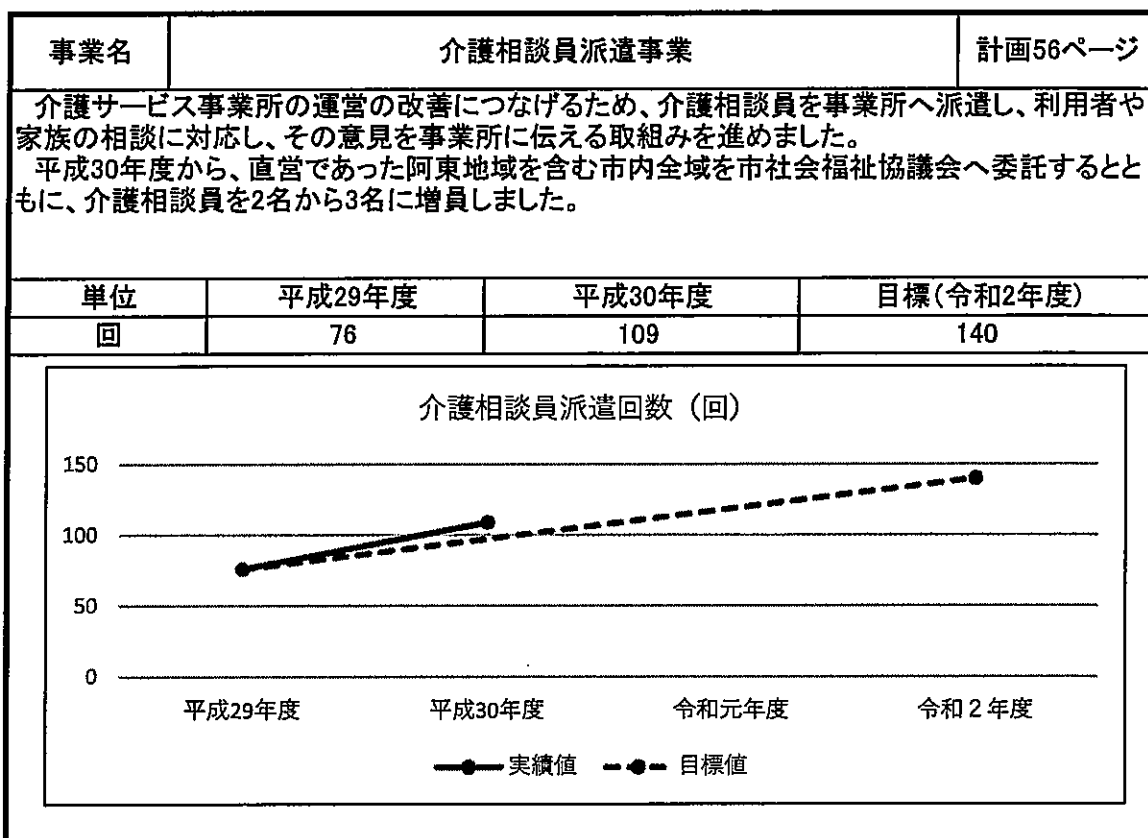 事業名 介護相談員派遣事業 計画56ページ
介護サービス事業所の運営の改善につなげるため、介護相談員を事業所へ派遣し、利用者や
家族の相談に対応し、その意見を事業所に伝える取組みを進めました。
平成30年度から、直営であった阿東地域を含む市内全域を市社会福祉協議会へ委託するとと
もに、介護相談員を2名から3名に増員しました。
単位 平成29年度 平成30年度 目標(令和2年度)
回 76 109 140
介護相談員派遣回数（回）
150
100
50
0
平成29年度 平成30年度 令和元年度 令和２年度
実績値 目標値